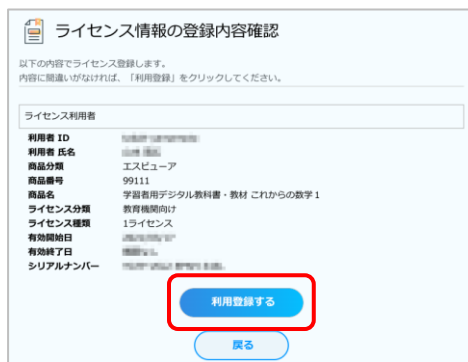 ライセンス情報の登録内容確認
以下の内容でライセンス登録します。
内容に間違いがなければ、「利用登録」をクリックしてください。
ライセンス利用者
利用者 ID
利用者 氏名
商品分類 エスビューア
商品番号 99111
商品名 学習者用デジタル教科書・教材 これからの数学 1
ライセンス分類 教育機関向け
ライセンス種類 1ライセンス
有効開始日
有効終了日
シリアルナンバー
利用登録する
戻る